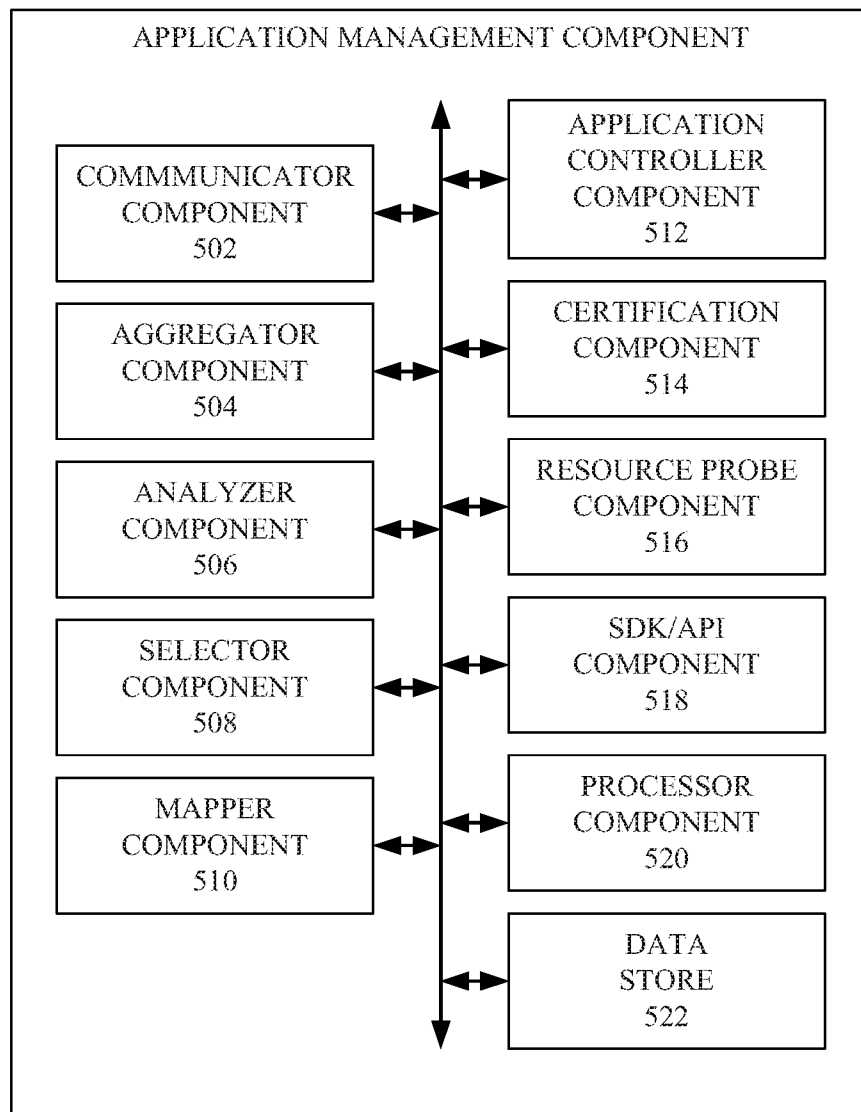 APPLICATION MANAGEMENT COMPONENT
COMMMUNICATOR
COMPONENT
502
AGGREGATOR
COMPONENT
504
ANALYZER
COMPONENT
506
SELECTOR
COMPONENT
508
MAPPER
COMPONENT
510
APPLICATION
CONTROLLER
COMPONENT
512
CERTIFICATION
COMPONENT
514
RESOURCE PROBE
COMPONENT
516
SDK/API
COMPONENT
518
PROCESSOR
COMPONENT
520
DATA
STORE
522